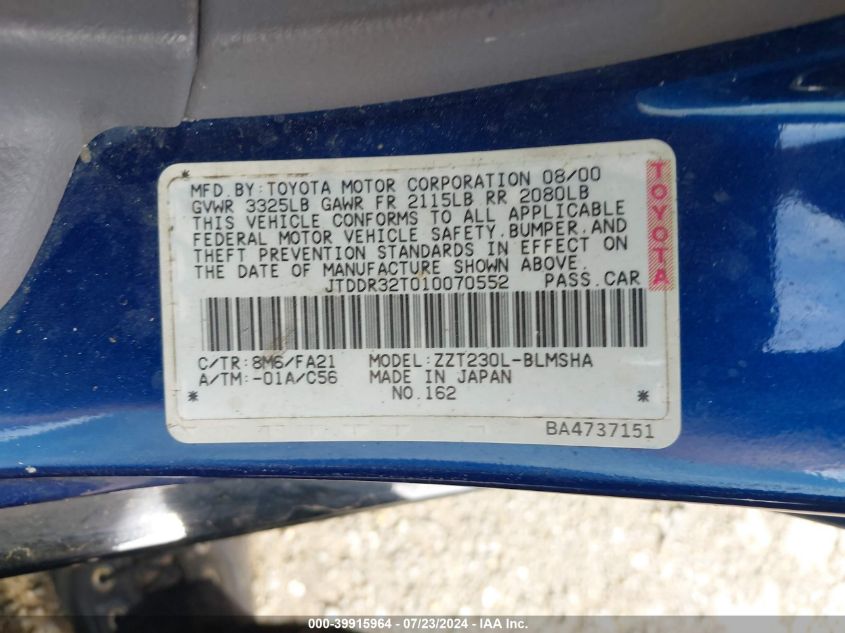 MFD. BY: TOYOTA MOTOR CORPORATION 08/00
GVWR 3325LB GAWR FR 2115LB RR 2080LB
THIS VEHICLE CONFORMS TO ALL APPLICABLE
FEDERAL MOTOR VEHICLE SAFETY, BUMPER, AND
THEFT PREVENTION STANDARDS IN EFFECT ON
THE DATE OF MANUFACTURE SHOWN ABOVE.
JTDDR32T010070552 PASS. CAR
TOYOTA
C/TR: 8M6/FA21 MODEL: ZZT230L-BLMSHA
A/TM: -01A/C56 MADE IN JAPAN
NO. 162
BA4737151
000-39915964 / 07/23/2024 / © IAA Holdings, LLC.